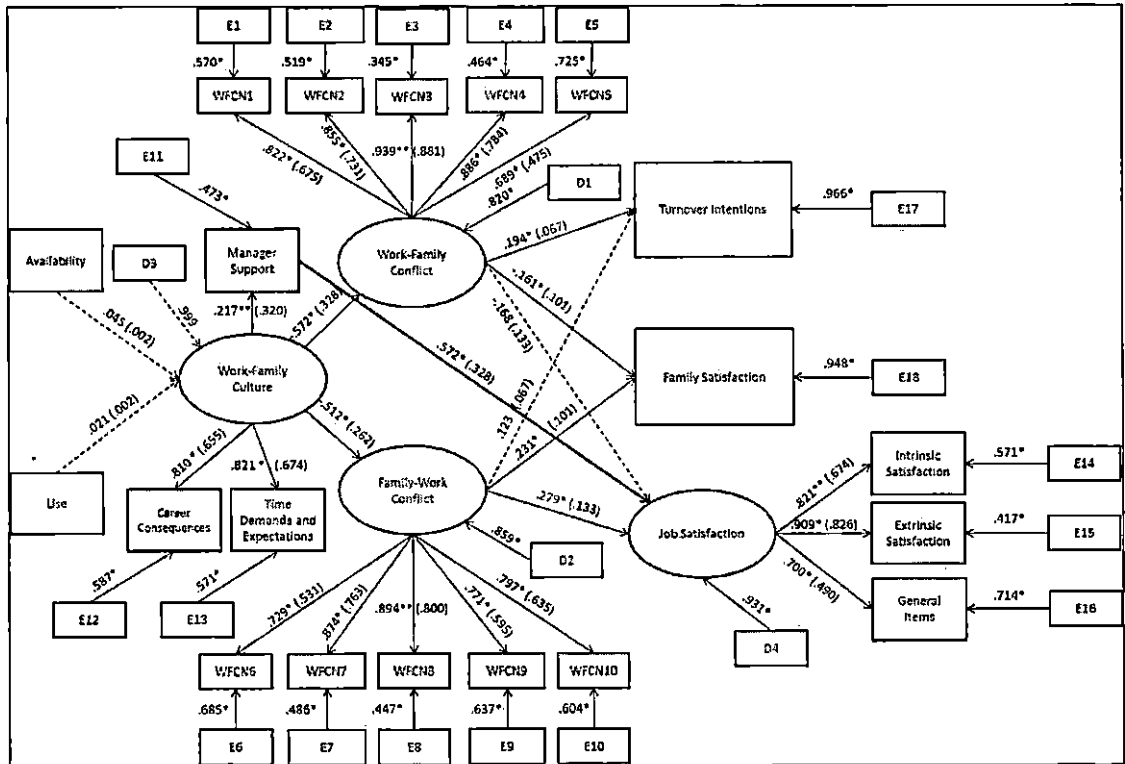 E1
E2
E3
E4
E5
.570*
.519*
.345*
.464*
.725*
WFCN1
WFCN2
WFCN3
WFCN4
WFCN5
.822* (.675)
.855* (.731)
.939** (.881)
.886* (.784)
.689* (.475)
E11
.473*
.820*
D1
Turnover Intentions
.966*
E17
.194* (.067)
Availability
D3
Manager
Support
Work-Family
Conflict
-.161* (.101)
-.168 (.133)
.045 (.002)
.999
.217** (.320)
-.572* (.328)
.572* (.328)
Work-Family
Culture
Family Satisfaction
.948*
E18
.021 (.002)
-.512* (.262)
.123 (.067)
.231* (.101)
.810* (.655)
.821* (.674)
Use
Career
Consequences
Time
Demands and
Expectations
Family-Work
Conflict
.279* (.133)
Job Satisfaction
.821** (.674)
Intrinsic
Satisfaction
.571*
E14
.909* (.826)
Extrinsic
Satisfaction
.417*
E15
.700* (.490)
General
Items
.714*
E16
.587*
.571*
E12
E13
.859*
D2
.931*
D4
.729* (.531)
.874* (.763)
.894** (.800)
.771* (.595)
.797* (.635)
WFCN6
WFCN7
WFCN8
WFCN9
WFCN10
.685*
.486*
.447*
.637*
.604*
E6
E7
E8
E9
E10